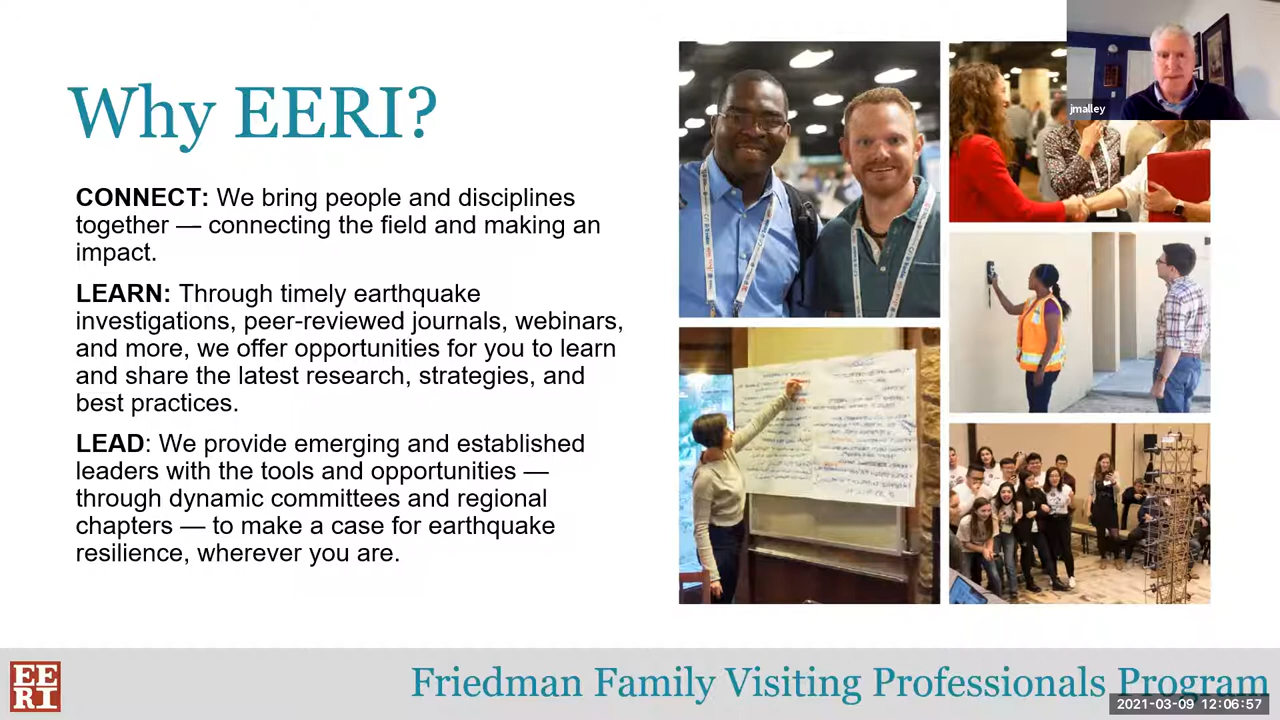 Why EERI?
CONNECT: We bring people and disciplines
together — connecting the field and making an
impact.
LEARN: Through timely earthquake
investigations, peer-reviewed journals, webinars,
and more, we offer opportunities for you to learn
and share the latest research, strategies, and
best practices.
LEAD: We provide emerging and established
leaders with the tools and opportunities —
through dynamic committees and regional
chapters — to make a case for earthquake
resilience, wherever you are.
jmalley
EE
RI
Friedman Family Visiting Professionals Program
2021-03-09 12:06:57